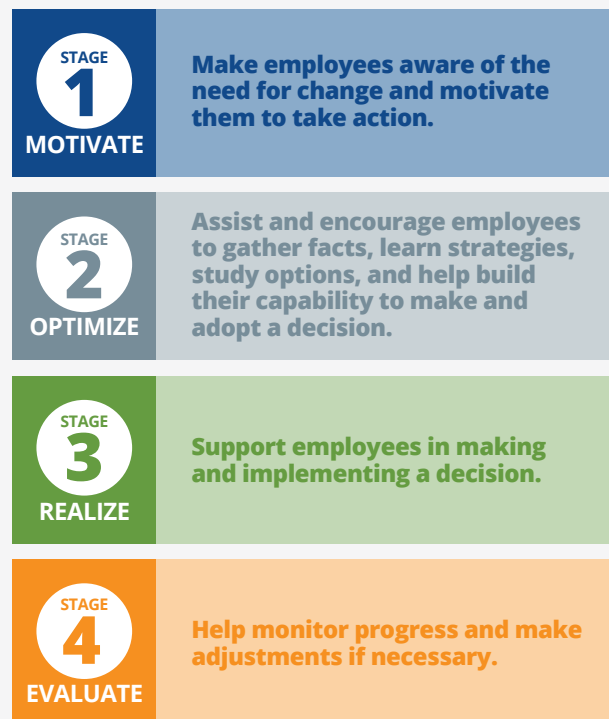 STAGE
1
MOTIVATE
Make employees aware of the
need for change and motivate
them to take action.
STAGE
2
OPTIMIZE
Assist and encourage employees
to gather facts, learn strategies,
study options, and help build
their capability to make and
adopt a decision.
STAGE
3
REALIZE
Support employees in making
and implementing a decision.
STAGE
4
EVALUATE
Help monitor progress and make
adjustments if necessary.